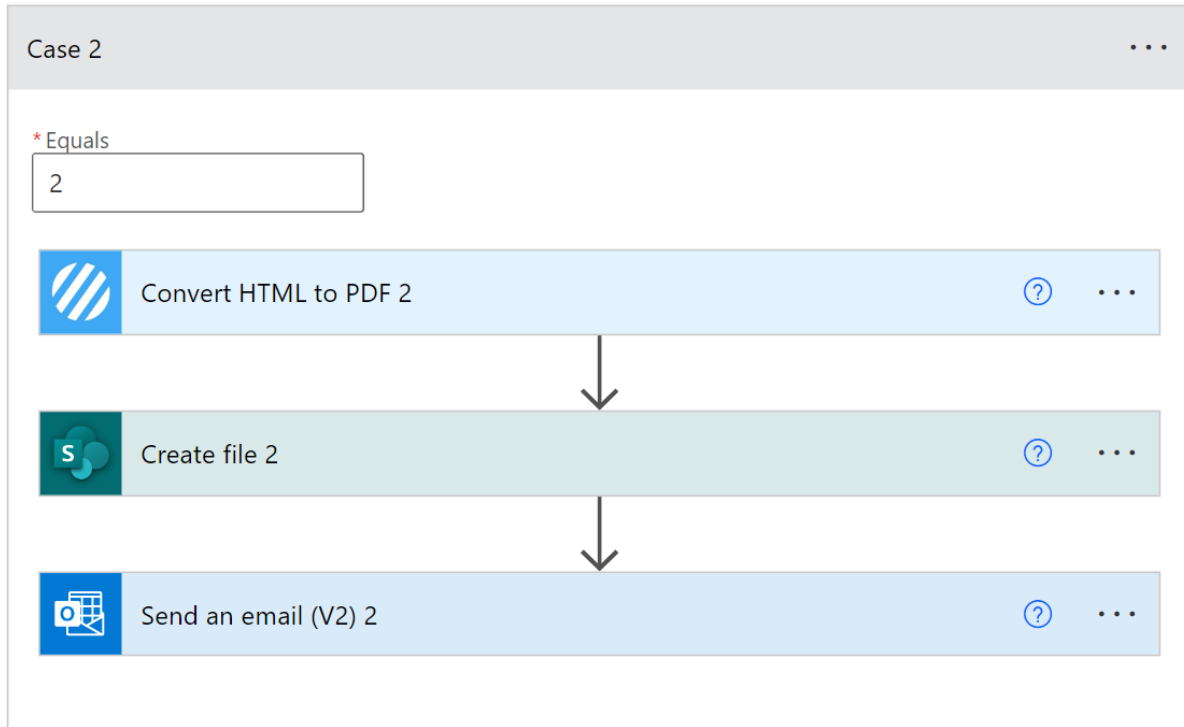 Case 2
* Equals
2
Convert HTML to PDF 2
S Create file 2
O Send an email (V2) 2